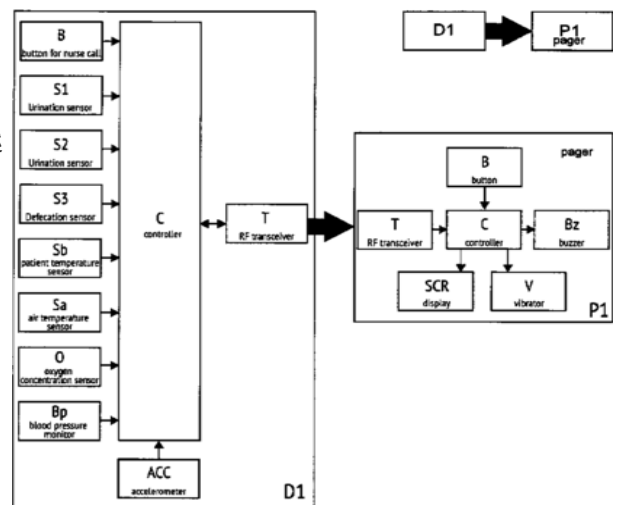 B
button for nurse call
S1
Urination sensor
S2
Urination sensor
S3
Defecation sensor
Sb
patient temperature
sensor
Sa
air temperature
sensor
O
oxygen
concentration sensor
Bp
blood pressure
monitor
C
controller
ACC
accelerometer
T
RF transceiver
D1
D1
P1
pager
pager
B
button
T
RF transceiver
C
controller
Bz
buzzer
SCR
display
V
vibrator
P1